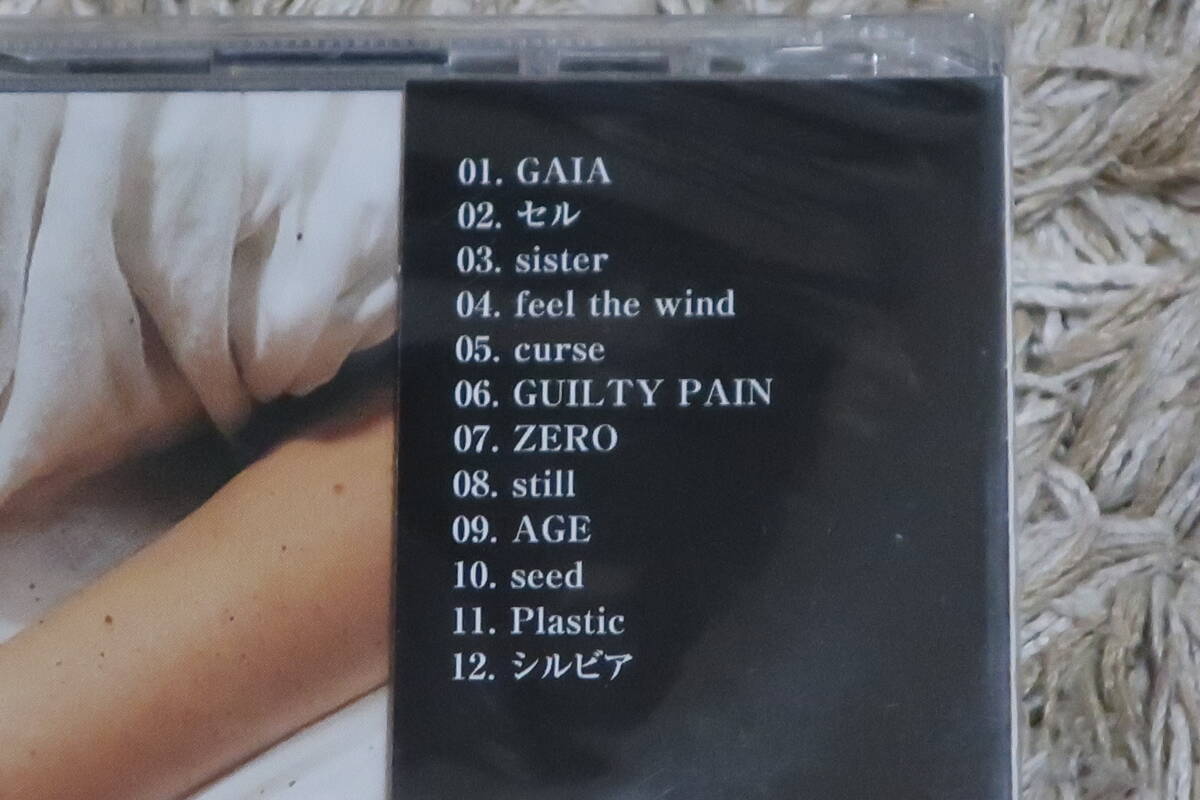 01. GAIA
02. セル
03. sister
04. feel the wind
05. curse
06. GUILTY PAIN
07. ZERO
08. still
09. AGE
10. seed
11. Plastic
12. シルビア